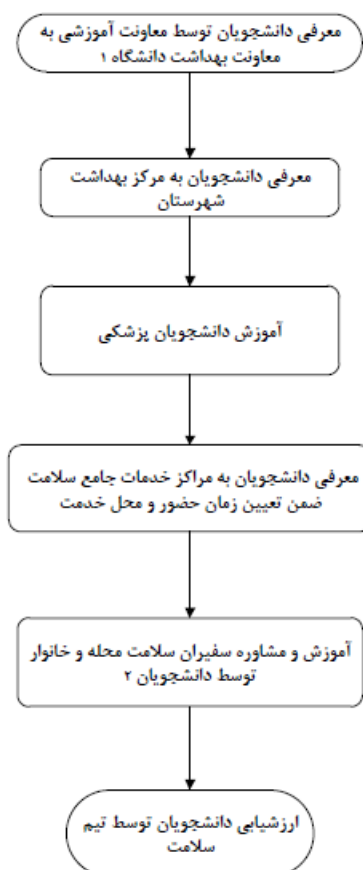 معرفی دانشجویان توسط معاونت آموزشی به
معاونت بهداشت دانشگاه ۱
معرفی دانشجویان به مرکز بهداشت
شهرستان
آموزش دانشجویان پزشکی
معرفی دانشجویان به مراکز خدمات جامع سلامت
ضمن تعیین زمان حضور و محل خدمت
آموزش و مشاوره سفیران سلامت محله و خانوار
توسط دانشجویان ۲
ارزشیابی دانشجویان توسط تیم
سلامت